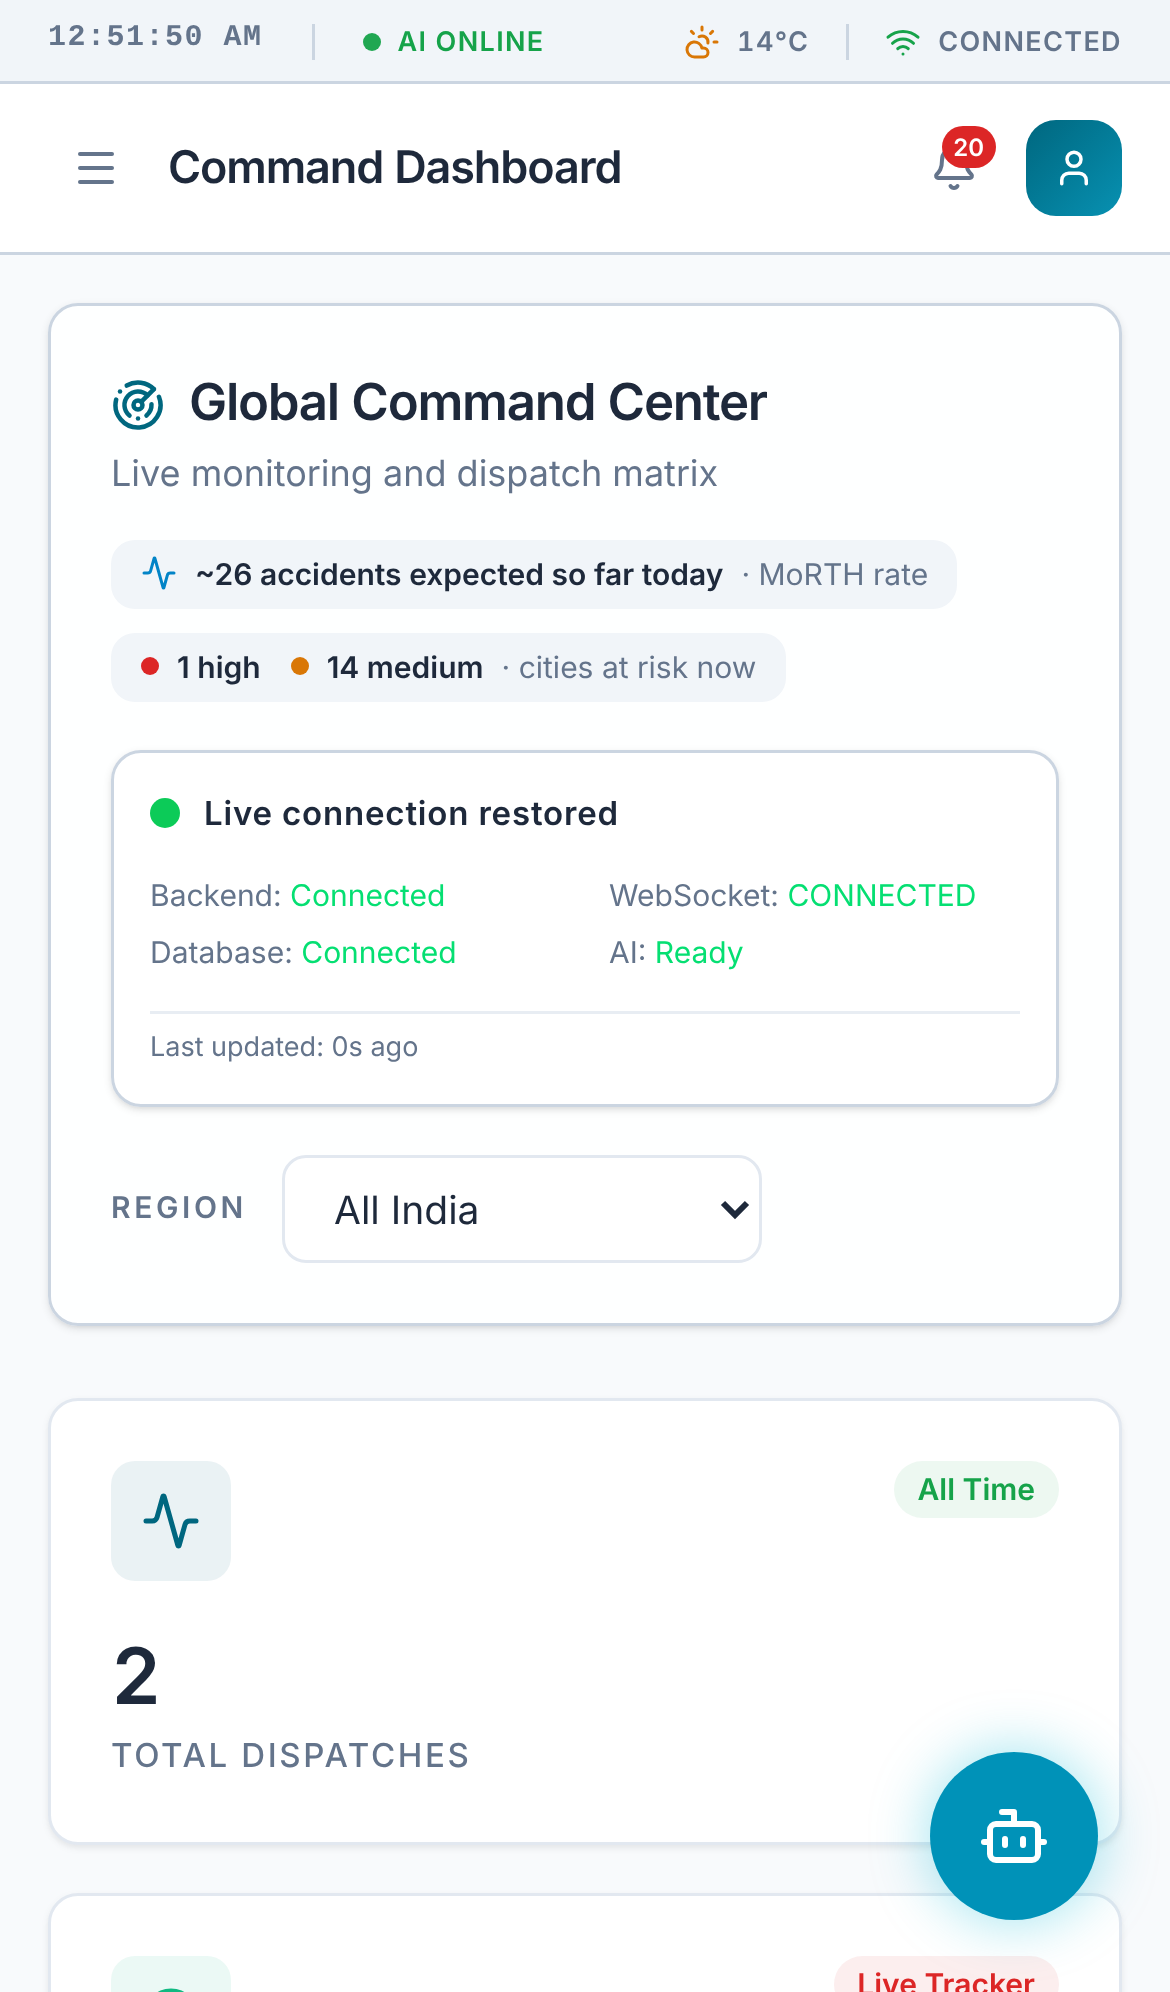 12:51:50 AM
AI ONLINE
14°C
CONNECTED
Command Dashboard
20
Global Command Center
Live monitoring and dispatch matrix
~26 accidents expected so far today · MoRTH rate
1 high 14 medium · cities at risk now
Live connection restored
Backend: Connected
WebSocket: CONNECTED
Database: Connected
AI: Ready
Last updated: 0s ago
REGION
All India
All Time
2
TOTAL DISPATCHES
Live Tracker